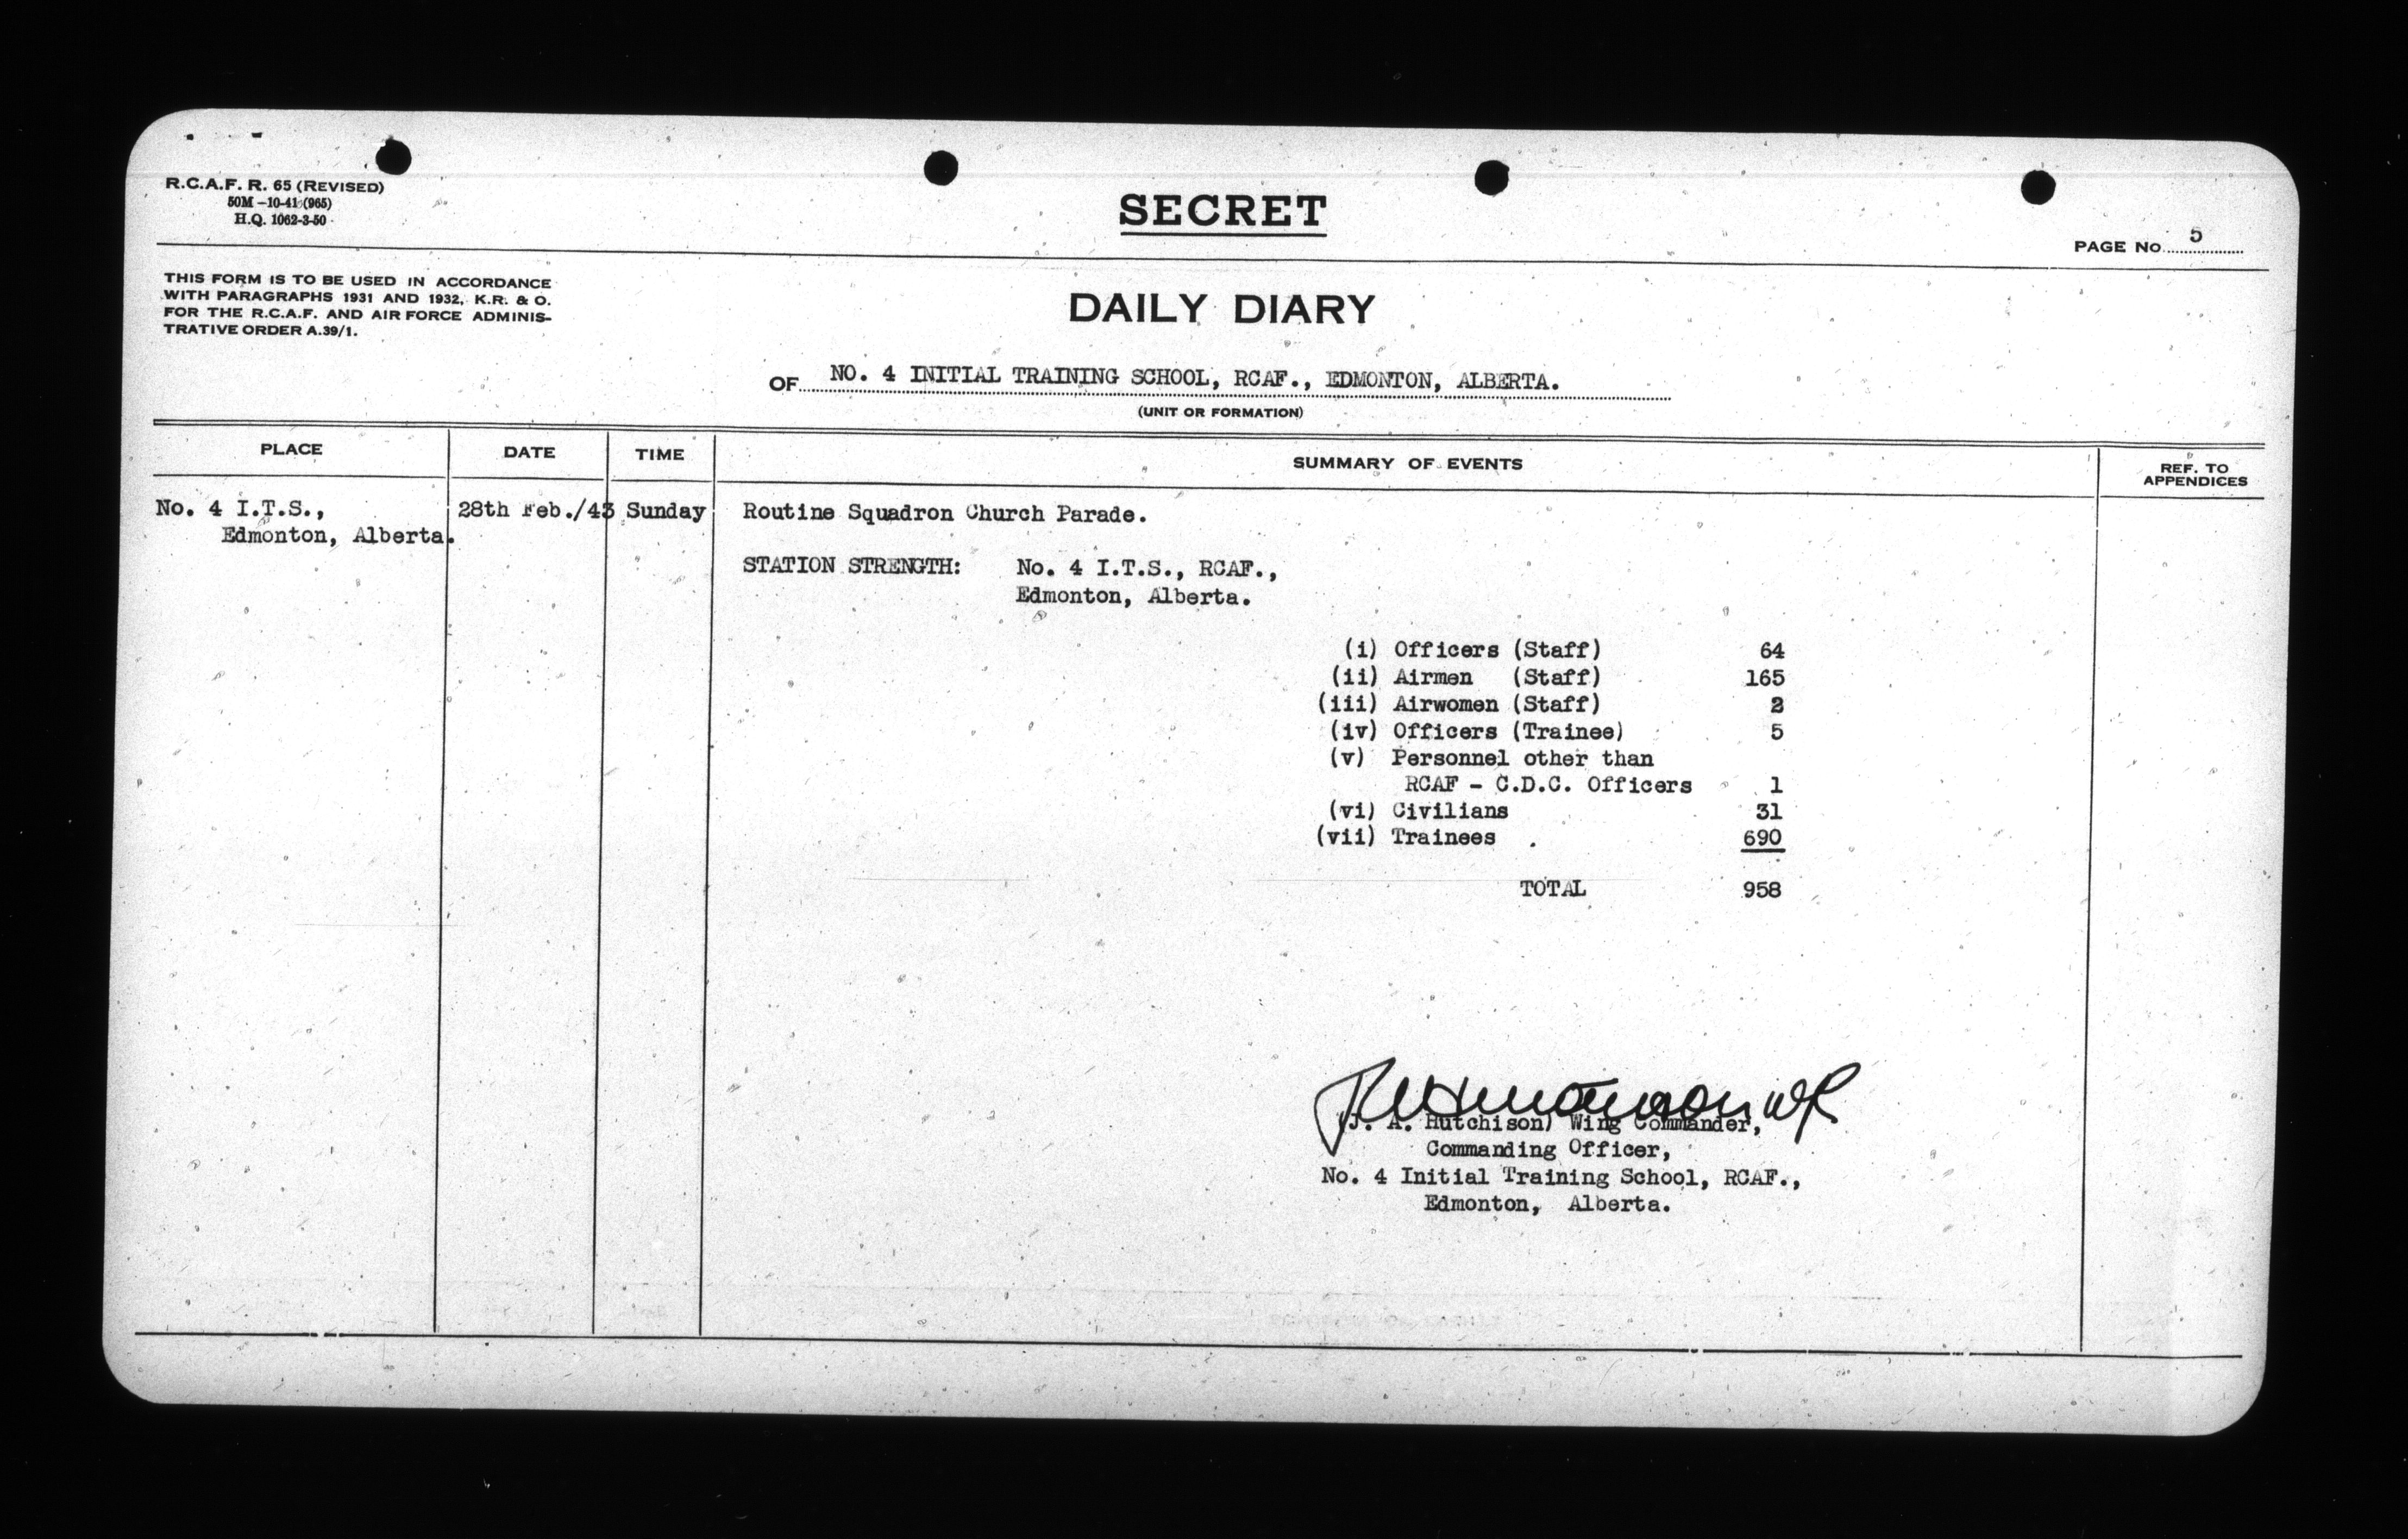 R.C.A.F. R. 65 (REVISED)
50M -10-41 (965)
H.Q. 1062-3-50
SECRET
PAGE No. 5
THIS FORM IS TO BE USED IN ACCORDANCE
WITH PARAGRAPHS 1931 AND 1932, K.R. & O.
FOR THE R.C.A.F. AND AIR FORCE ADMINIS-
TRATIVE ORDER A.39/1.
DAILY DIARY
OF NO. 4 INITIAL TRAINING SCHOOL, RCAF., EDMONTON, ALBERTA.
(UNIT OR FORMATION)
PLACE DATE TIME SUMMARY OF EVENTS REF. TO
APPENDICES
No. 4 I.T.S., 28th Feb./43 Sunday Routine Squadron Church Parade.
Edmonton, Alberta.
STATION STRENGTH: No. 4 I.T.S., RCAF.,
Edmonton, Alberta.
(i) Officers (Staff) 64
(ii) Airmen (Staff) 165
(iii) Airwomen (Staff) 2
(iv) Officers (Trainee) 5
(v) Personnel other than
RCAF - C.D.C. Officers 1
(vi) Civilians 31
(vii) Trainees . 690
TOTAL 958
(J. A. Hutchison) Wing Commander,
Commanding Officer,
No. 4 Initial Training School, RCAF.,
Edmonton, Alberta.